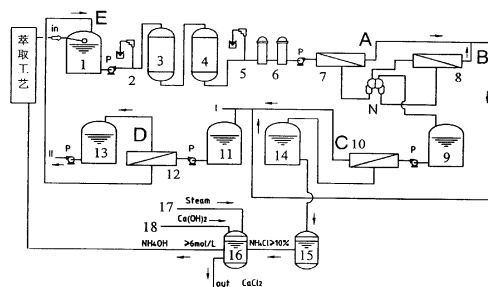 萃取工艺
in
E
1
P
2
3
4
5
6
P
7
A
8
B
N
C
10
P
9
I
II
P
13
D
12
P
11
14
17 Steam
18 Ca(OH)₂
NH₄OH ≥6mol/L
16
NH₄Cl≥10%
15
out CaCl₂